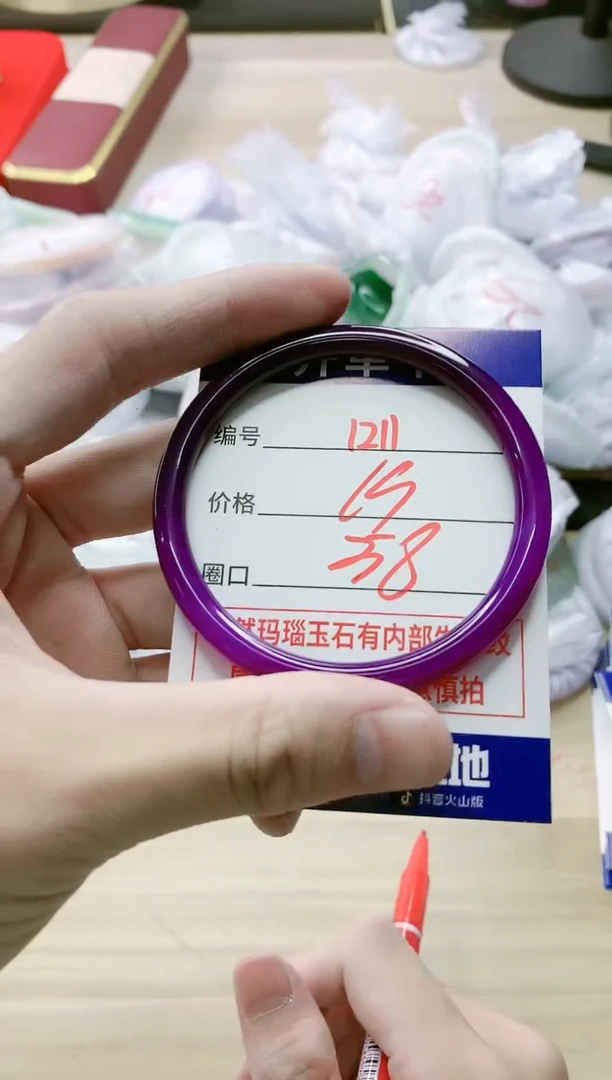 编号 1211
价格 15
圈口 58
玛瑙玉石有内部
慎拍
地
抖音火山版